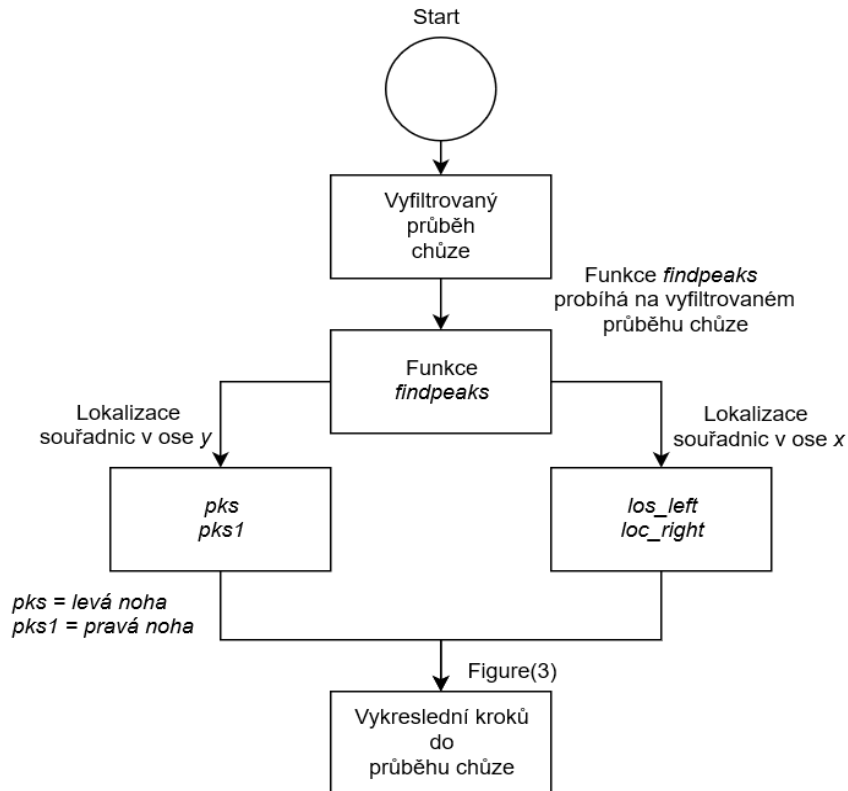 Start
Vyfiltrovaný
průběh
chůze
Funkce findpeaks
probíhá na vyfiltrovaném
průběhu chůze
Funkce
findpeaks
Lokalizace
souřadnic v ose y
Lokalizace
souřadnic v ose x
pks
pks1
los_left
loc_right
pks = levá noha
pks1 = pravá noha
Figure(3)
Vykreslední kroků
do
průběhu chůze